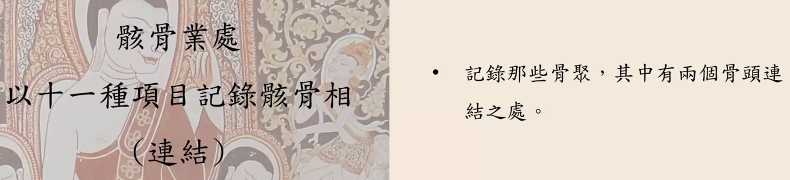 骸骨業處
以十一種項目記錄骸骨相
（連結）
• 記錄那些骨聚，其中有兩個骨頭連
結之處。